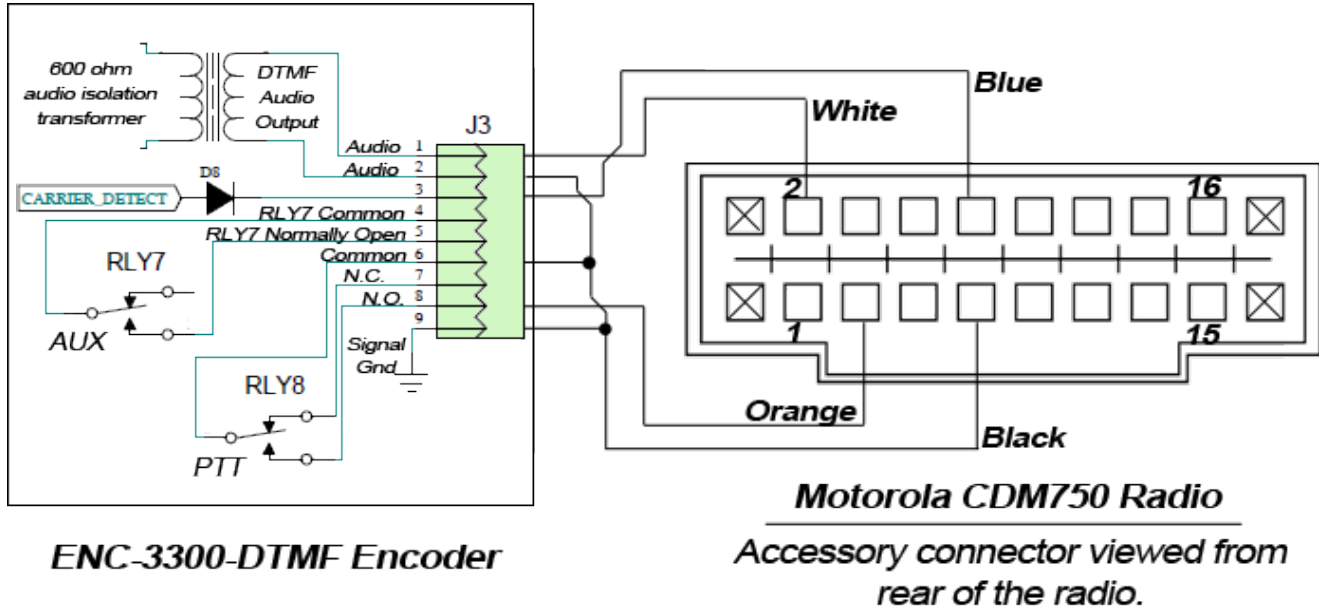 600 ohm
audio isolation
transformer
DTMF
Audio
Output
J3
Audio 1
Audio 2
D8
3
CARRIER_DETECT
RLY7 Common 4
RLY7 Normally Open 5
Common 6
N.C. 7
N.O. 8
9
RLY7
AUX
Signal
Gnd
RLY8
PTT
Blue
White
2
16
1
15
Orange
Black
ENC-3300-DTMF Encoder
Motorola CDM750 Radio
Accessory connector viewed from
rear of the radio.